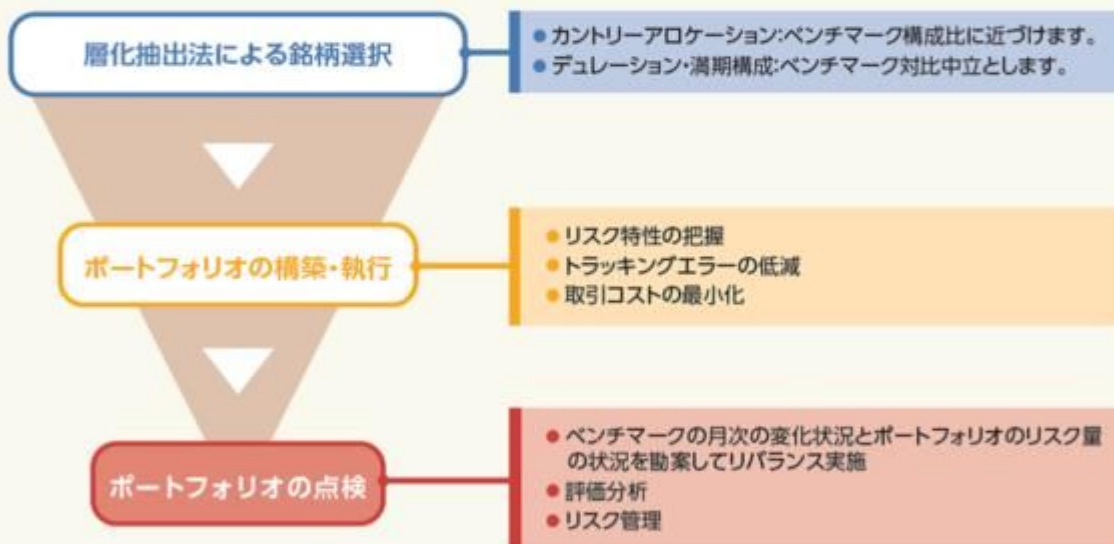 層化抽出法による銘柄選択
●カントリーアロケーション:ベンチマーク構成比に近づけます。
●デュレーション・満期構成:ベンチマーク対比中立とします。
ポートフォリオの構築・執行
●リスク特性の把握
●トラッキングエラーの低減
●取引コストの最小化
ポートフォリオの点検
●ベンチマークの月次の変化状況とポートフォリオのリスク量
の状況を勘案してリバランス実施
●評価分析
●リスク管理